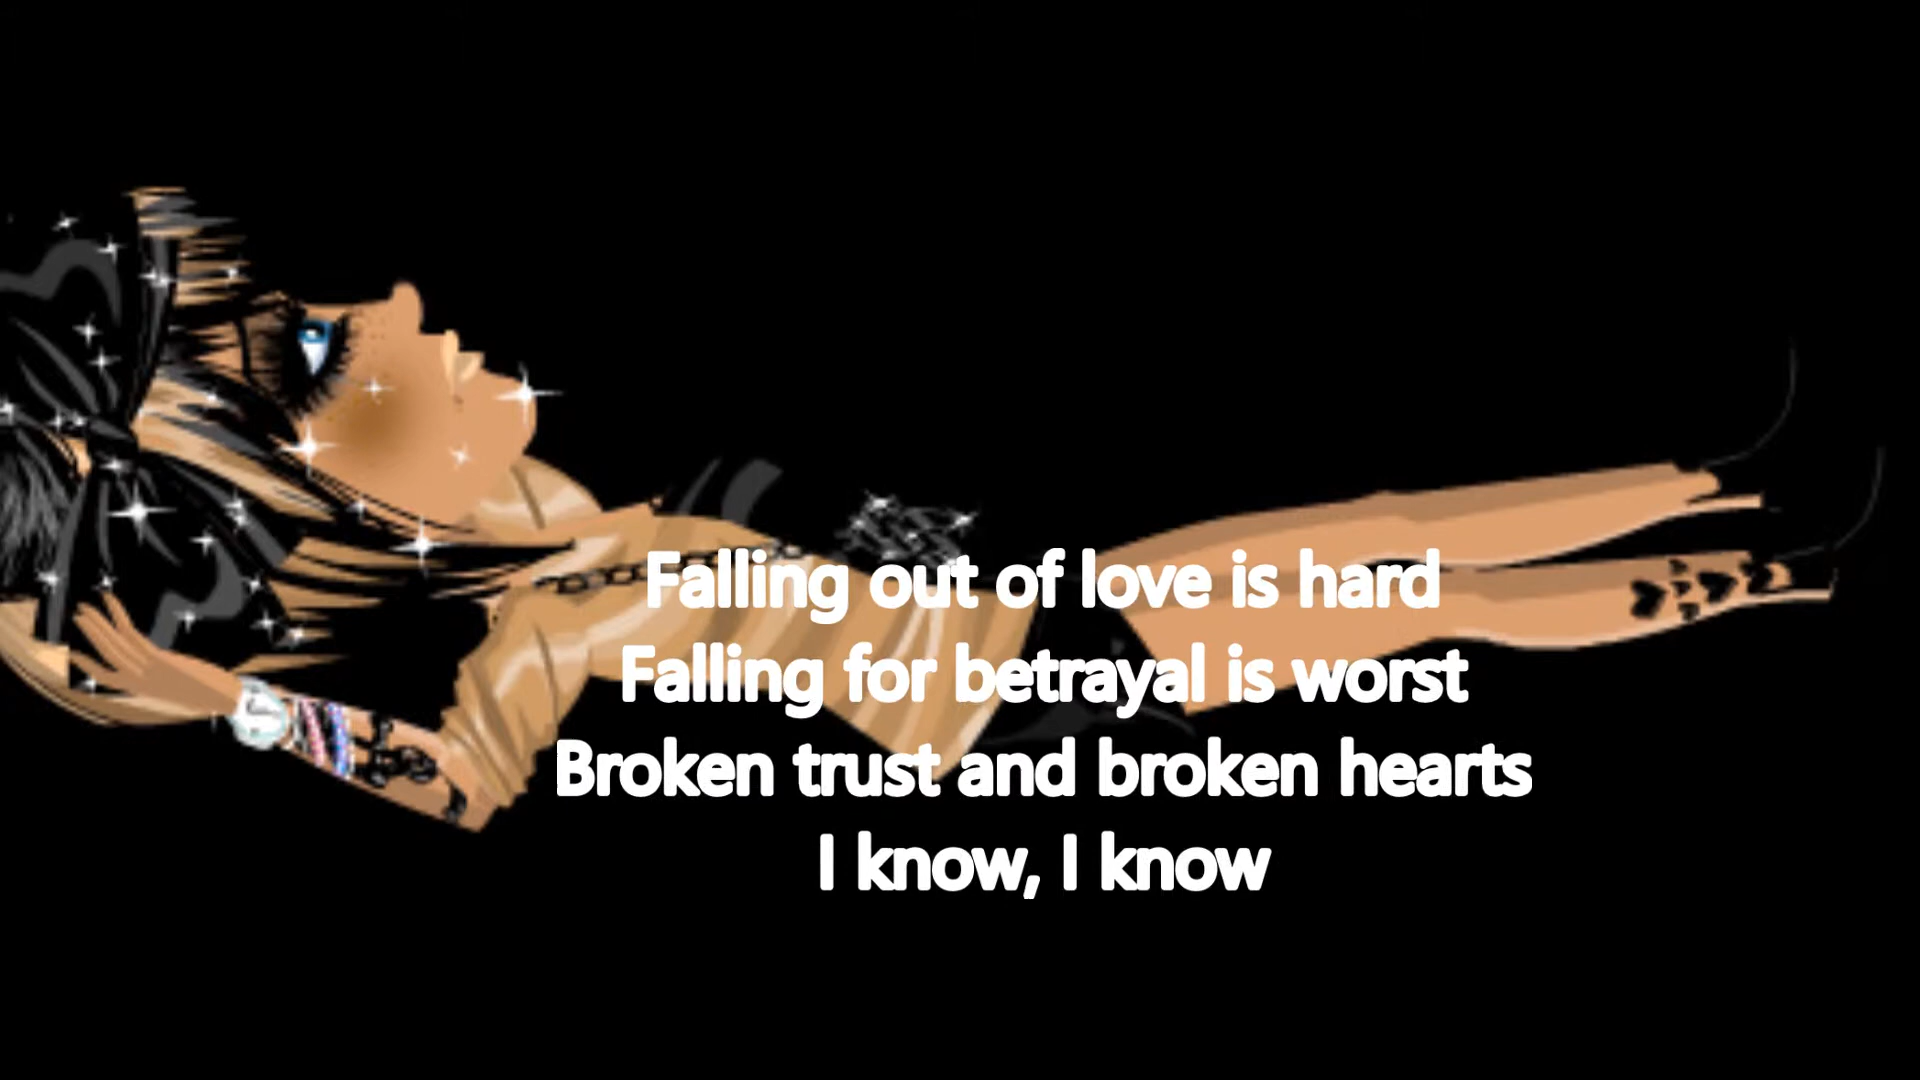 Falling out of love is hard
Falling for betrayal is worst
Broken trust and broken hearts
I know, I know